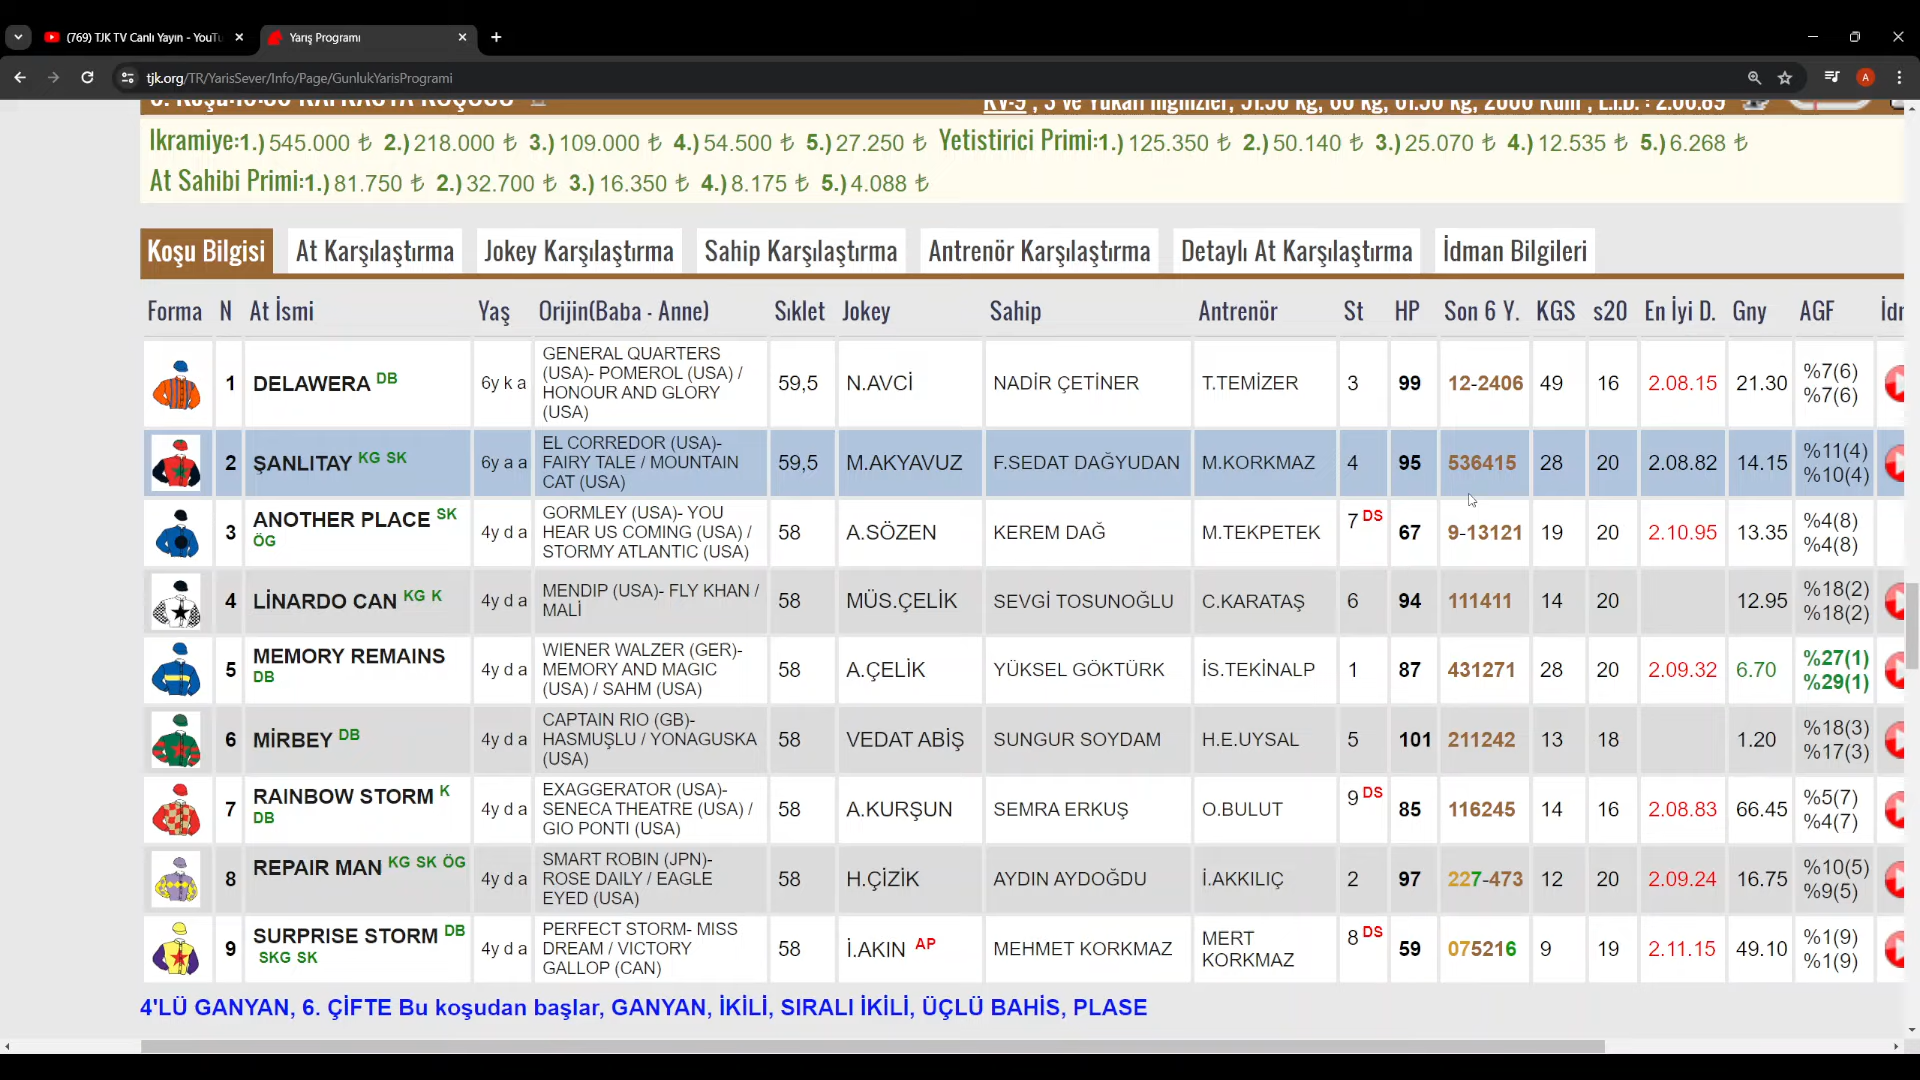 (769) TJK TV Canlı Yayın - YouTu
Yarış Programı
tjk.org/TR/YarisSever/Info/Page/GunlukYarisProgrami
A
RV-9 , 3 ve Yukarı İngilizler,
Ikramiye:1.) 545.000 ₺ 2.) 218.000 ₺ 3.) 109.000 ₺ 4.) 54.500 ₺ 5.) 27.250 ₺ Yetistirici Primi:1.) 125.350 ₺ 2.) 50.140 ₺ 3.) 25.070 ₺ 4.) 12.535 ₺ 5.) 6.268 ₺
At Sahibi Primi:1.) 81.750 ₺ 2.) 32.700 ₺ 3.) 16.350 ₺ 4.) 8.175 ₺ 5.) 4.088 ₺
Koşu Bilgisi At Karşılaştırma Jokey Karşılaştırma Sahip Karşılaştırma Antrenör Karşılaştırma Detaylı At Karşılaştırma İdman Bilgileri
Forma N At İsmi Yaş Orijin(Baba - Anne) Sıklet Jokey Sahip Antrenör St HP Son 6 Y. KGS s20 En İyi D. Gny AGF İdr
GENERAL QUARTERS
(USA)- POMEROL (USA) /
HONOUR AND GLORY
(USA)
1 DELAWERA DB 6y k a 59,5 N.AVCİ NADİR ÇETİNER T.TEMİZER 3 99 12-2406 49 16 2.08.15 21.30 %7(6)
%7(6)
EL CORREDOR (USA)-
FAIRY TALE / MOUNTAIN
CAT (USA)
2 ŞANLITAY KG SK 6y a a 59,5 M.AKYAVUZ F.SEDAT DAĞYUDAN M.KORKMAZ 4 95 536415 28 20 2.08.82 14.15 %11(4)
%10(4)
GORMLEY (USA)- YOU
HEAR US COMING (USA) /
STORMY ATLANTIC (USA)
3 ANOTHER PLACE SK
ÖG
4y d a 58 A.SÖZEN KEREM DAĞ M.TEKPETEK 7 DS 67 9-13121 19 20 2.10.95 13.35 %4(8)
%4(8)
MENDIP (USA)- FLY KHAN /
MALİ
4 LİNARDO CAN KG K 4y d a 58 MÜS.ÇELİK SEVGİ TOSUNOĞLU C.KARATAŞ 6 94 111411 14 20 12.95 %18(2)
%18(2)
WIENER WALZER (GER)-
MEMORY AND MAGIC
(USA) / SAHM (USA)
5 MEMORY REMAINS
DB
4y d a 58 A.ÇELİK YÜKSEL GÖKTÜRK İS.TEKİNALP 1 87 431271 28 20 2.09.32 6.70 %27(1)
%29(1)
CAPTAIN RIO (GB)-
HASMUŞLU / YONAGUSKA
(USA)
6 MİRBEY DB 4y d a 58 VEDAT ABİŞ SUNGUR SOYDAM H.E.UYSAL 5 101 211242 13 18 1.20 %18(3)
%17(3)
EXAGGERATOR (USA)-
SENECA THEATRE (USA) /
GIO PONTI (USA)
7 RAINBOW STORM K
DB
4y d a 58 A.KURŞUN SEMRA ERKUŞ O.BULUT 9 DS 85 116245 14 16 2.08.83 66.45 %5(7)
%4(7)
SMART ROBIN (JPN)-
ROSE DAILY / EAGLE
EYED (USA)
8 REPAIR MAN KG SK ÖG 4y d a 58 H.ÇİZİK AYDIN AYDOĞDU İ.AKKILIÇ 2 97 227-473 12 20 2.09.24 16.75 %10(5)
%9(5)
PERFECT STORM- MISS
DREAM / VICTORY
GALLOP (CAN)
9 SURPRISE STORM DB
SKG SK
4y d a 58 İ.AKIN AP MEHMET KORKMAZ MERT
KORKMAZ
8 DS 59 075216 9 19 2.11.15 49.10 %1(9)
%1(9)
4'LÜ GANYAN, 6. ÇİFTE Bu koşudan başlar, GANYAN, İKİLİ, SIRALI İKİLİ, ÜÇLÜ BAHİS, PLASE